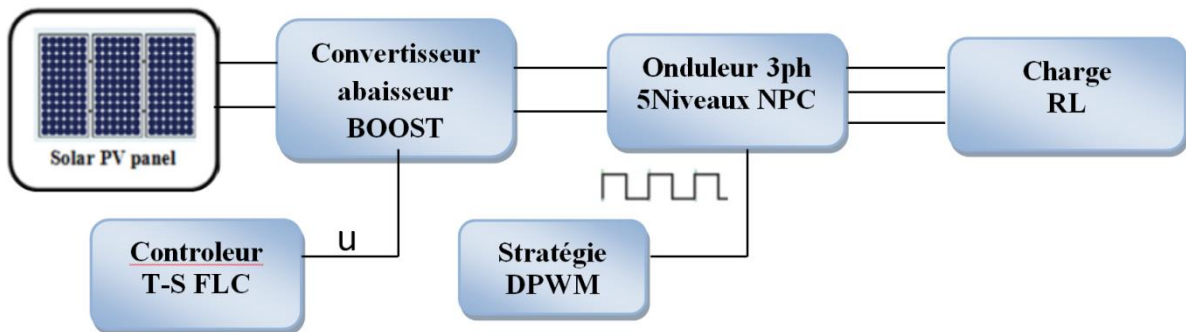 Solar PV panel
Convertisseur
abaisseur
BOOST
Onduleur 3ph
5Niveaux NPC
Charge
RL
Controleur
T-S FLC
u
Stratégie
DPWM